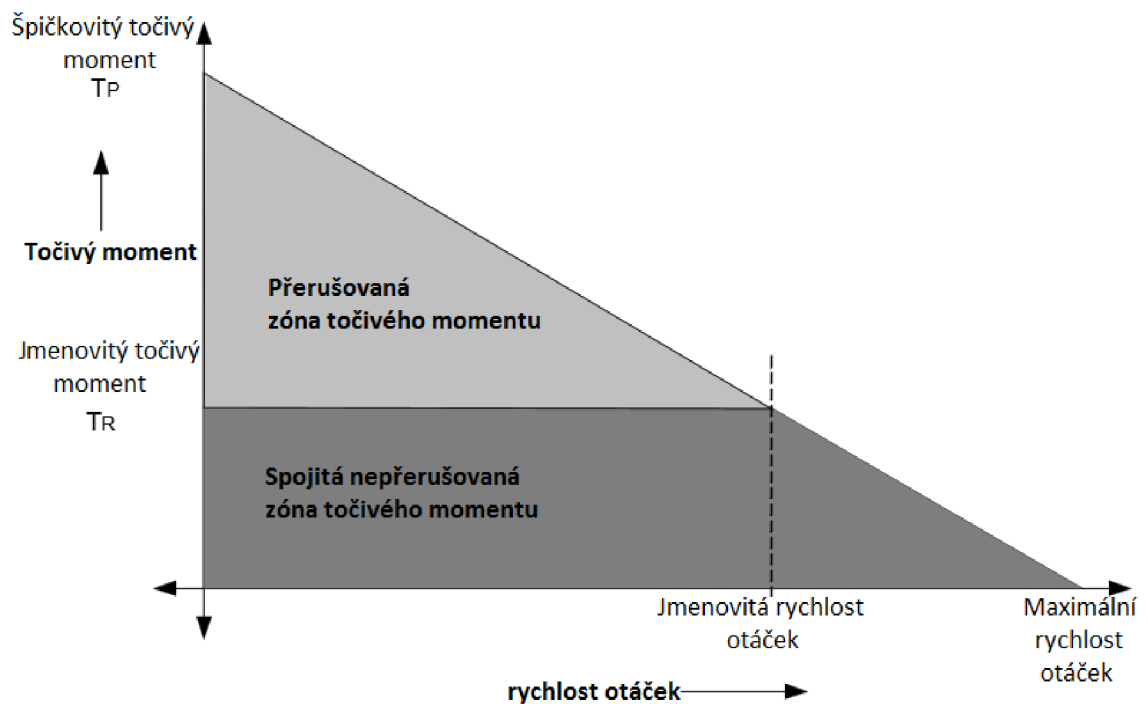 Špičkovitý točivý
moment
TP
Točivý moment
Přerušovaná
zóna točivého momentu
Jmenovitý točivý
moment
TR
Spojitá nepřerušovaná
zóna točivého momentu
Jmenovitá rychlost
otáček
Maximální
rychlost
otáček
rychlost otáček